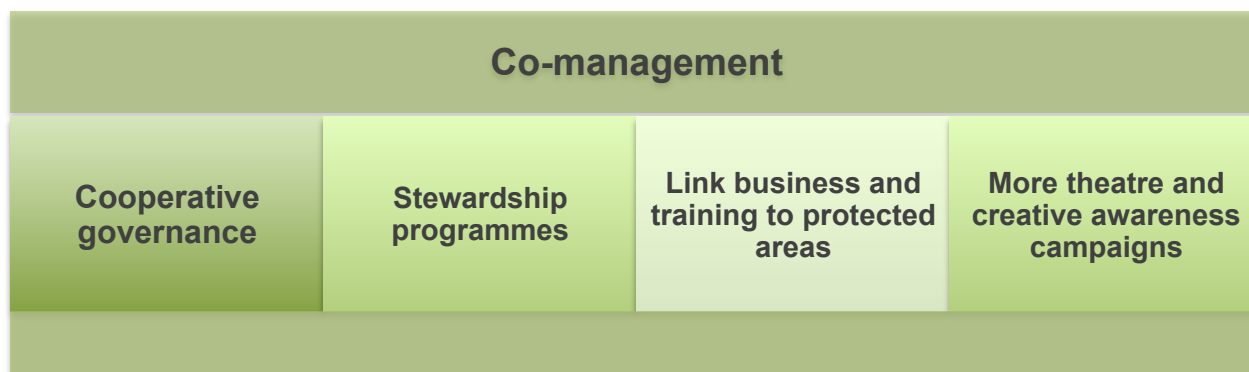 Co-management
Cooperative
governance
Stewardship
programmes
Link business and
training to protected
areas
More theatre and
creative awareness
campaigns